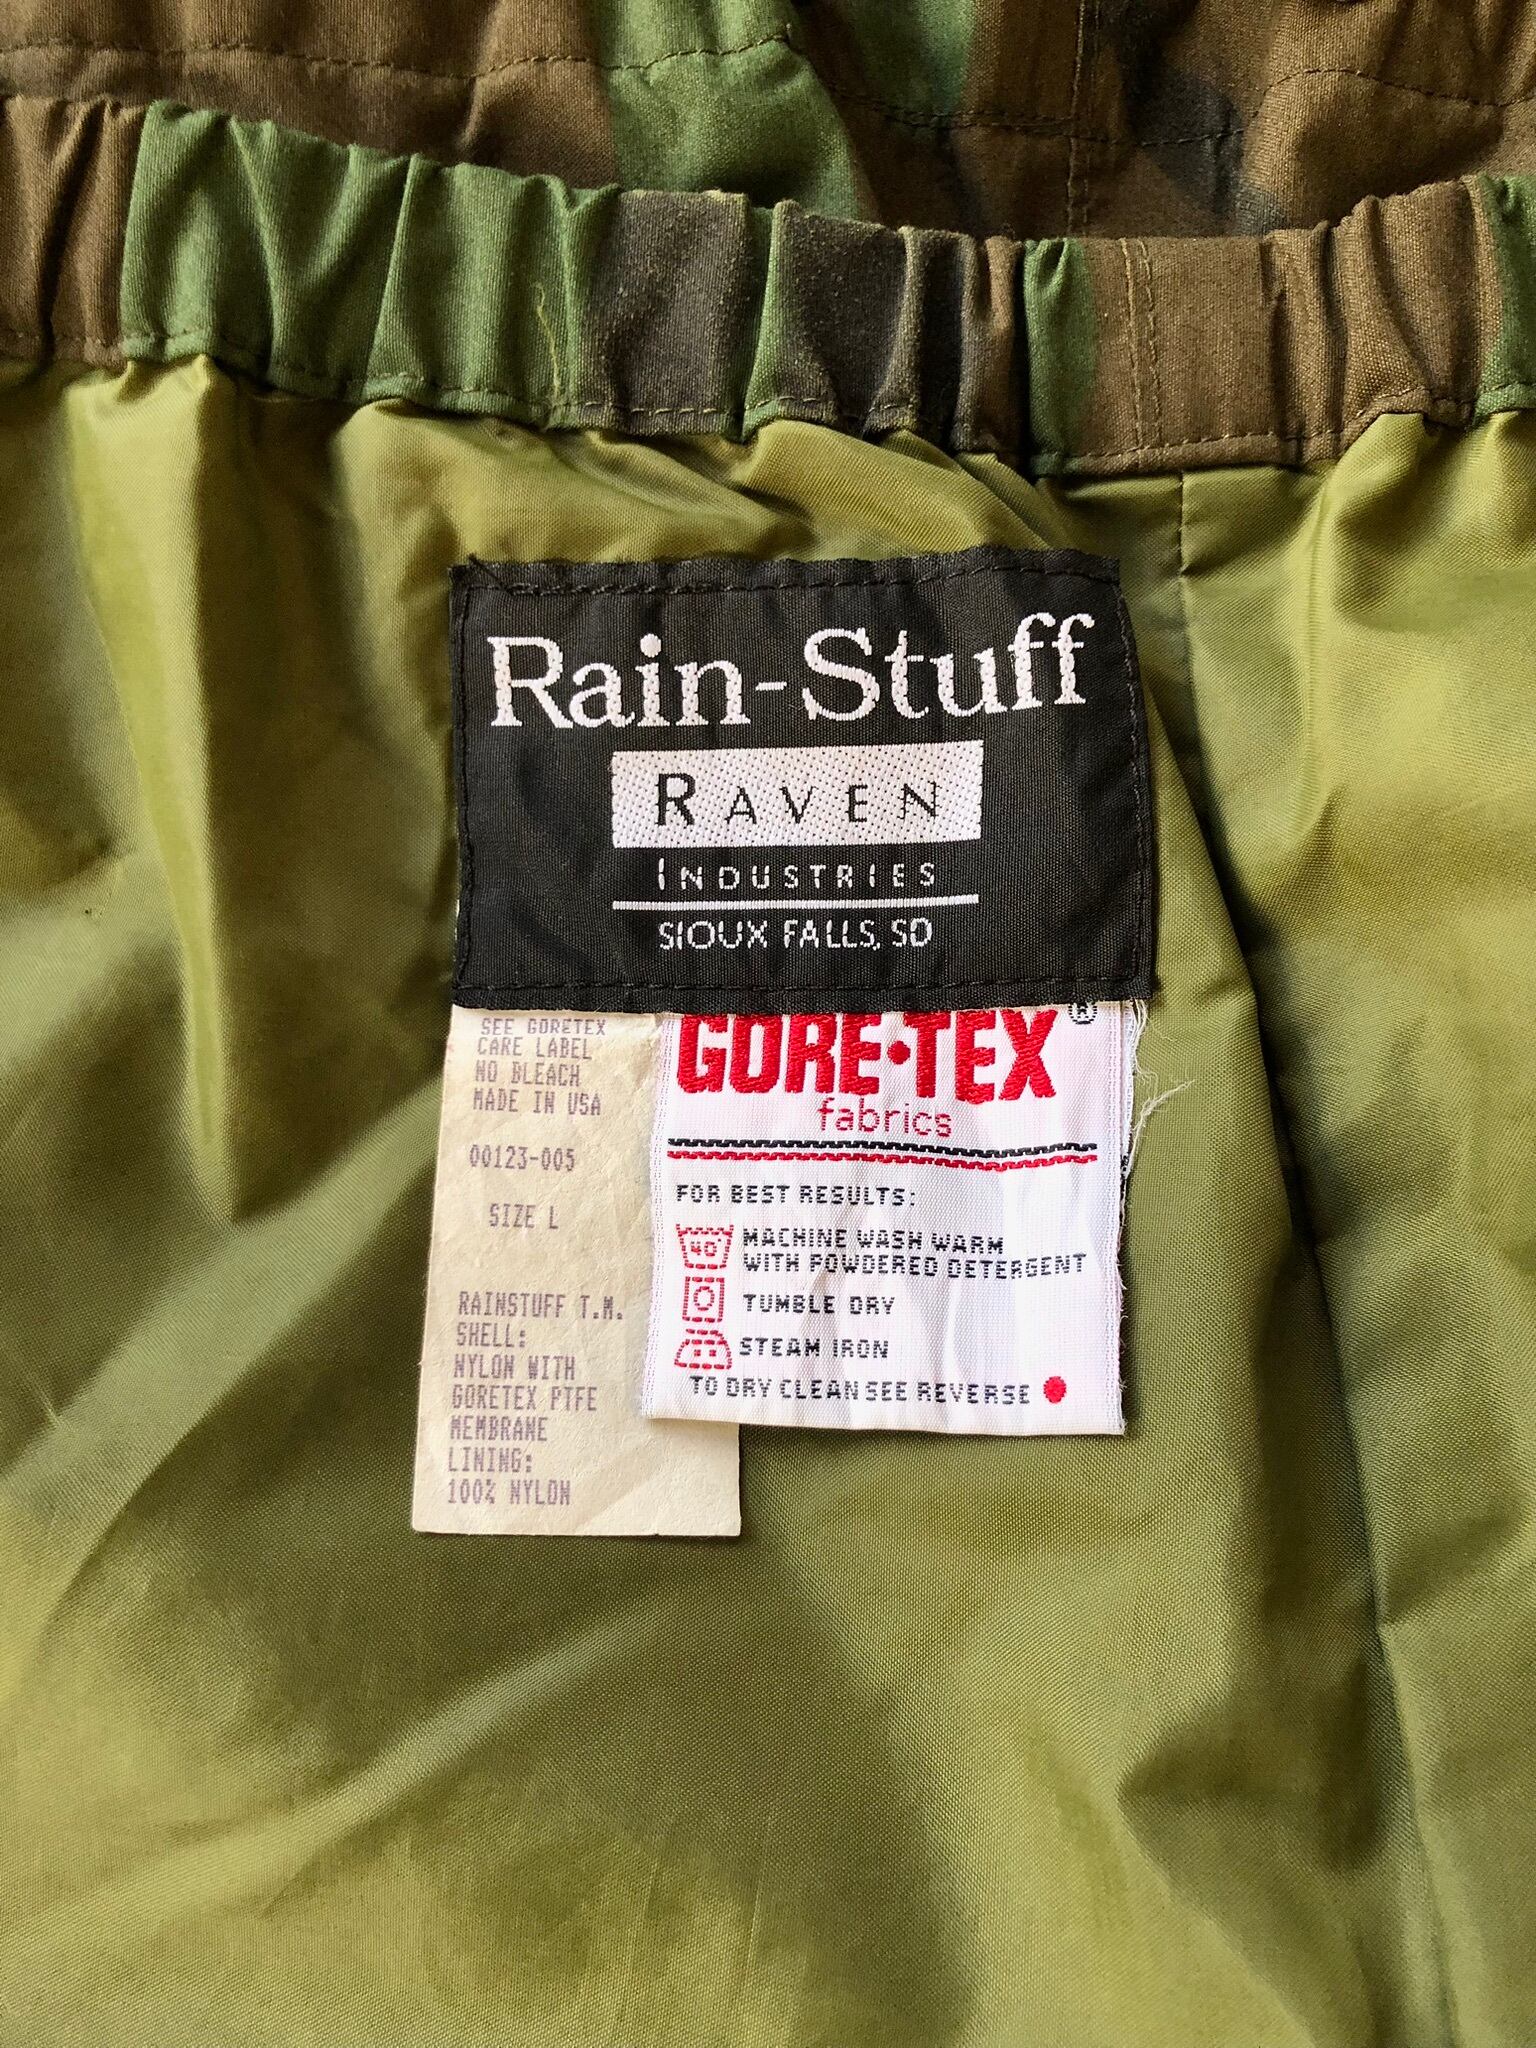 Rain-Stuff
RAVEN
INDUSTRIES
SIOUX FALLS, SD
SEE GORETEX
CARE LABEL
NO BLEACH
MADE IN USA
00123-005
SIZE L
RAINSTUFF T.M.
SHELL:
NYLON WITH
GORETEX PTFE
MEMBRANE
LINING:
100% NYLON
GORE-TEX®
fabrics
FOR BEST RESULTS:
40° MACHINE WASH WARM
WITH POWDERED DETERGENT
TUMBLE DRY
STEAM IRON
TO DRY CLEAN SEE REVERSE